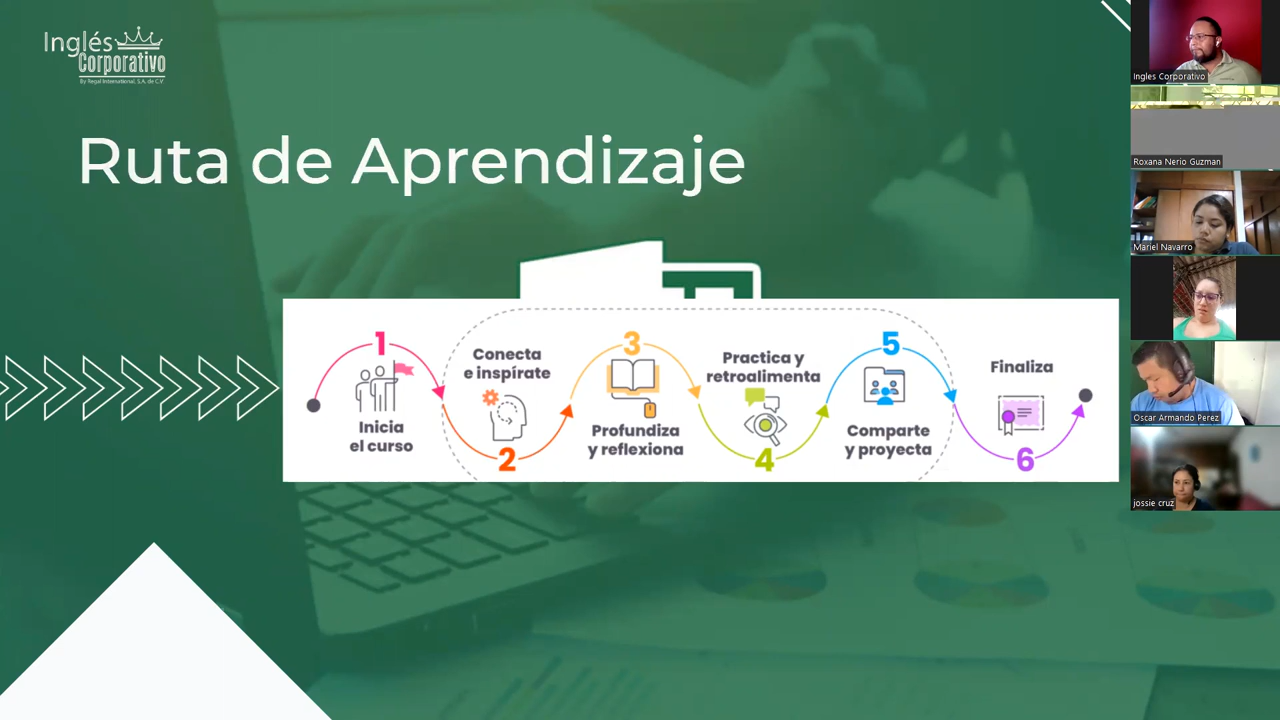 Inglés
Corporativo
By Regal International, S.A. de C.V
Ruta de Aprendizaje
1
Inicia
el curso
Conecta
e inspírate
2
3
Profundiza
y reflexiona
Practica y
retroalimenta
4
5
Comparte
y proyecta
Finaliza
6
Ingles Corporativo
Roxana Nerio Guzman
Mariel Navarro
Oscar Armando Perez
jossie cruz